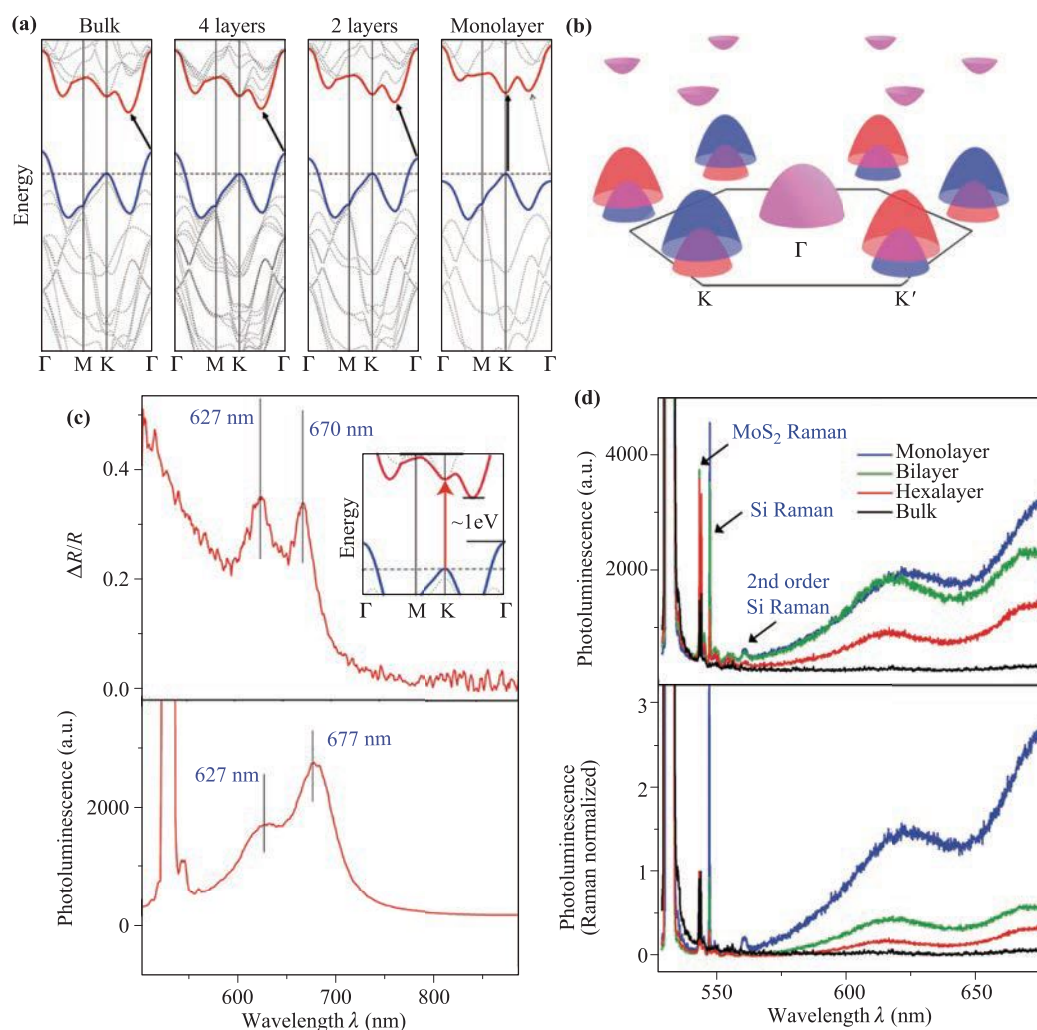 (a)
Bulk
4 layers
2 layers
Monolayer
Energy
Γ
M
K
Γ
Γ
M
K
Γ
Γ
M
K
Γ
Γ
M
K
Γ
(b)
Γ
K
K′
(c)
627 nm
670 nm
0.4
0.2
0.0
ΔR/R
Energy
~1eV
Γ
M
K
Γ
627 nm
677 nm
2000
0
Photoluminescence (a.u.)
600
700
800
Wavelength λ (nm)
(d)
MoS₂ Raman
Si Raman
2nd order
Si Raman
Monolayer
Bilayer
Hexalayer
Bulk
4000
2000
Photoluminescence (a.u.)
3
2
1
0
Photoluminescence
(Raman normalized)
550
600
650
Wavelength λ (nm)